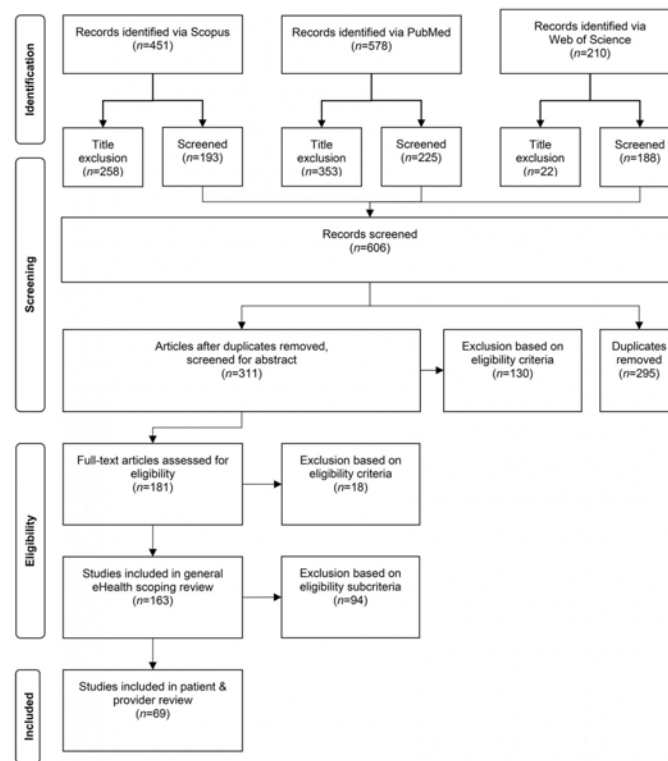 Identification
Records identified via Scopus
(n=451)
Records identified via PubMed
(n=578)
Records identified via
Web of Science
(n=210)
Title
exclusion
(n=258)
Screened
(n=193)
Title
exclusion
(n=353)
Screened
(n=225)
Title
exclusion
(n=22)
Screened
(n=188)
Screening
Records screened
(n=606)
Articles after duplicates removed,
screened for abstract
(n=311)
Exclusion based on
eligibility criteria
(n=130)
Duplicates
removed
(n=295)
Eligibility
Full-text articles assessed for
eligibility
(n=181)
Exclusion based on
eligibility criteria
(n=18)
Studies included in general
eHealth scoping review
(n=163)
Exclusion based on
eligibility subcriteria
(n=94)
Included
Studies included in patient &
provider review
(n=69)